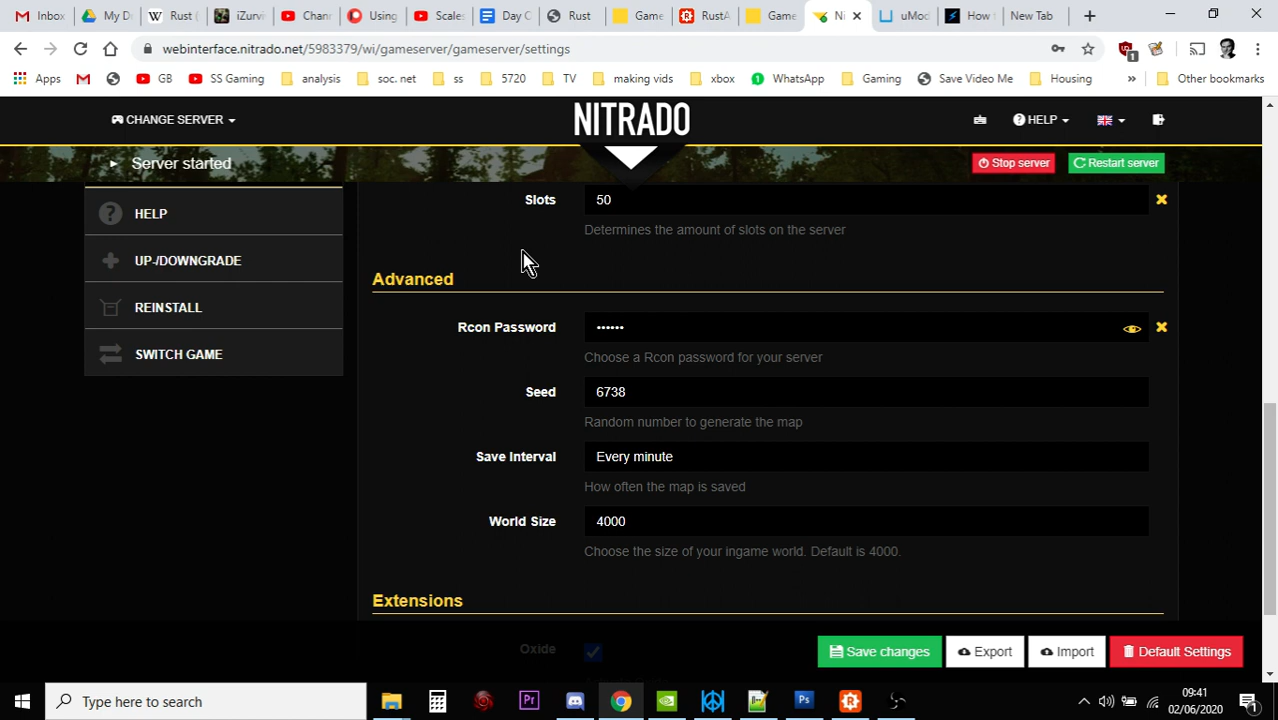 Inbox
My D
Rust (
iZurvi
Chann
Using
Scales
Day C
Rust
Game
RustA
Game
Ni
uMod
How t
New Tab
webinterface.nitrado.net/5983379/wi/gameserver/gameserver/settings
Apps
GB
SS Gaming
analysis
soc. net
ss
5720
TV
making vids
xbox
WhatsApp
Gaming
Save Video Me
Housing
»
Other bookmarks
CHANGE SERVER
NITRADO
HELP
Server started
Stop server
Restart server
HELP
UP-/DOWNGRADE
REINSTALL
SWITCH GAME
Slots
50
Determines the amount of slots on the server
Advanced
Rcon Password
••••••
Choose a Rcon password for your server
Seed
6738
Random number to generate the map
Save Interval
Every minute
How often the map is saved
World Size
4000
Choose the size of your ingame world. Default is 4000.
Extensions
Oxide
Save changes
Export
Import
Default Settings
Type here to search
Pr
Ps
09:41
02/06/2020